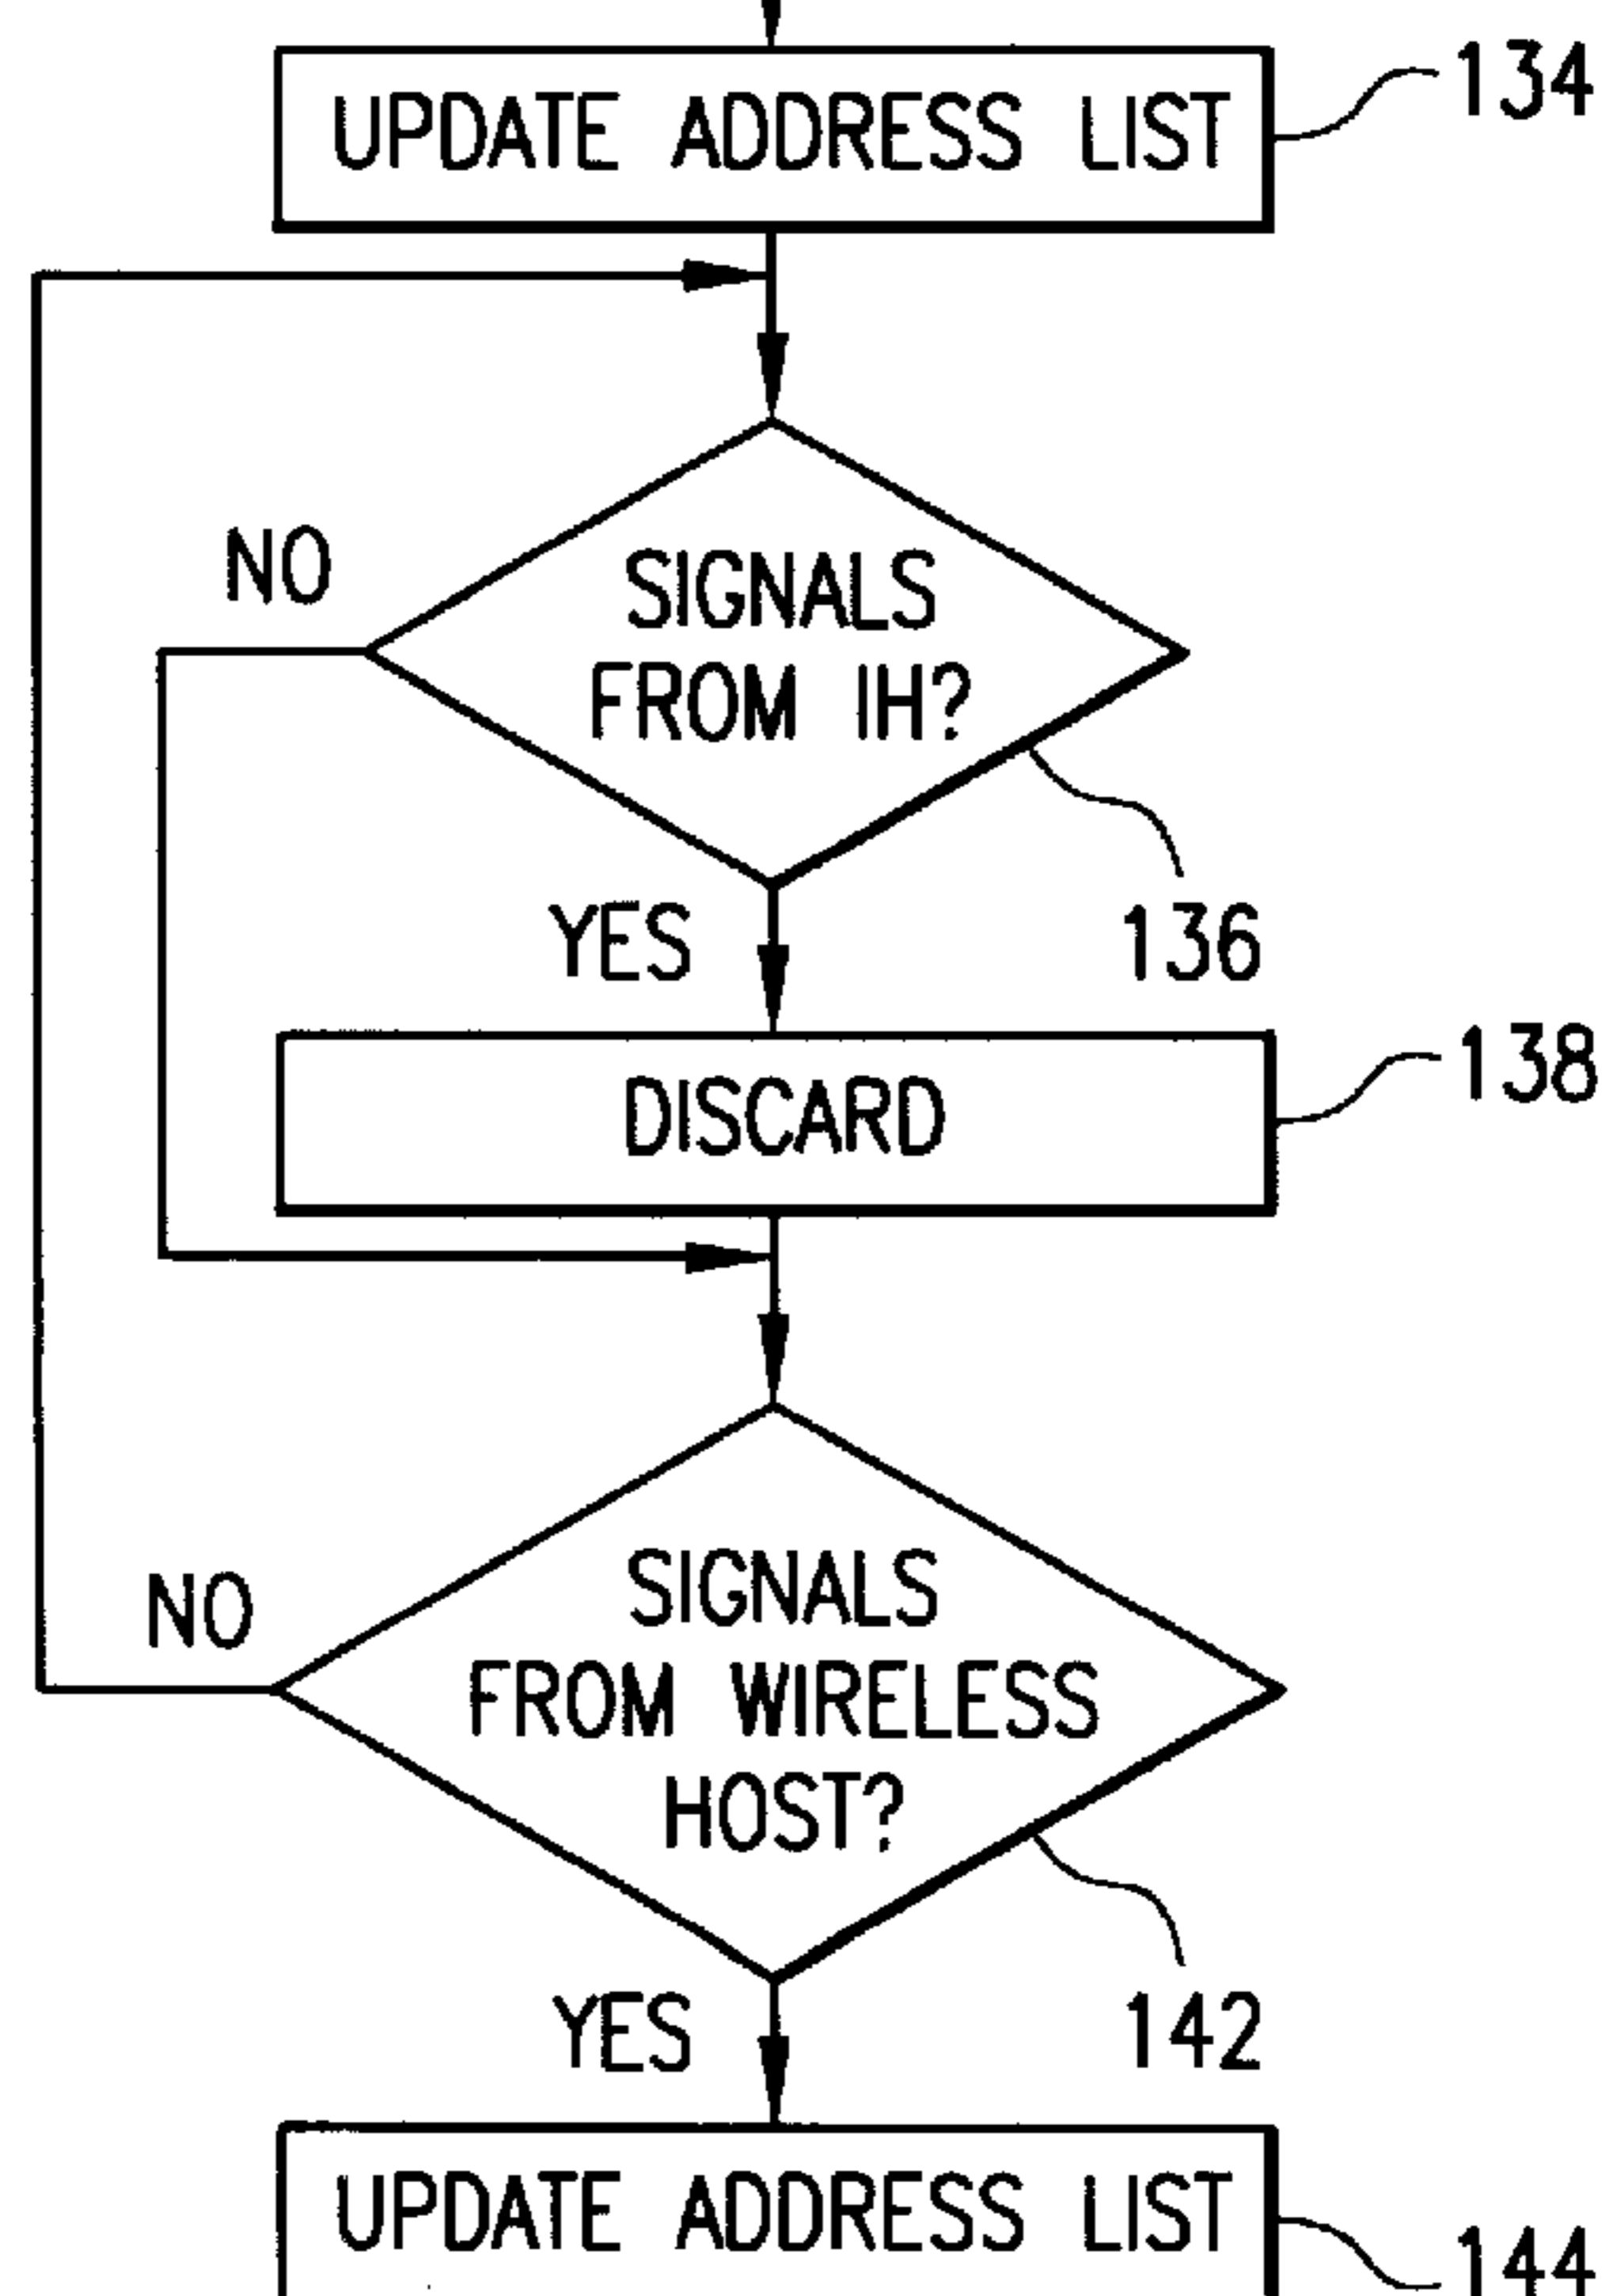 UPDATE ADDRESS LIST
134
NO
SIGNALS
FROM IH?
YES
136
DISCARD
138
NO
SIGNALS
FROM WIRELESS
HOST?
YES
142
UPDATE ADDRESS LIST
144